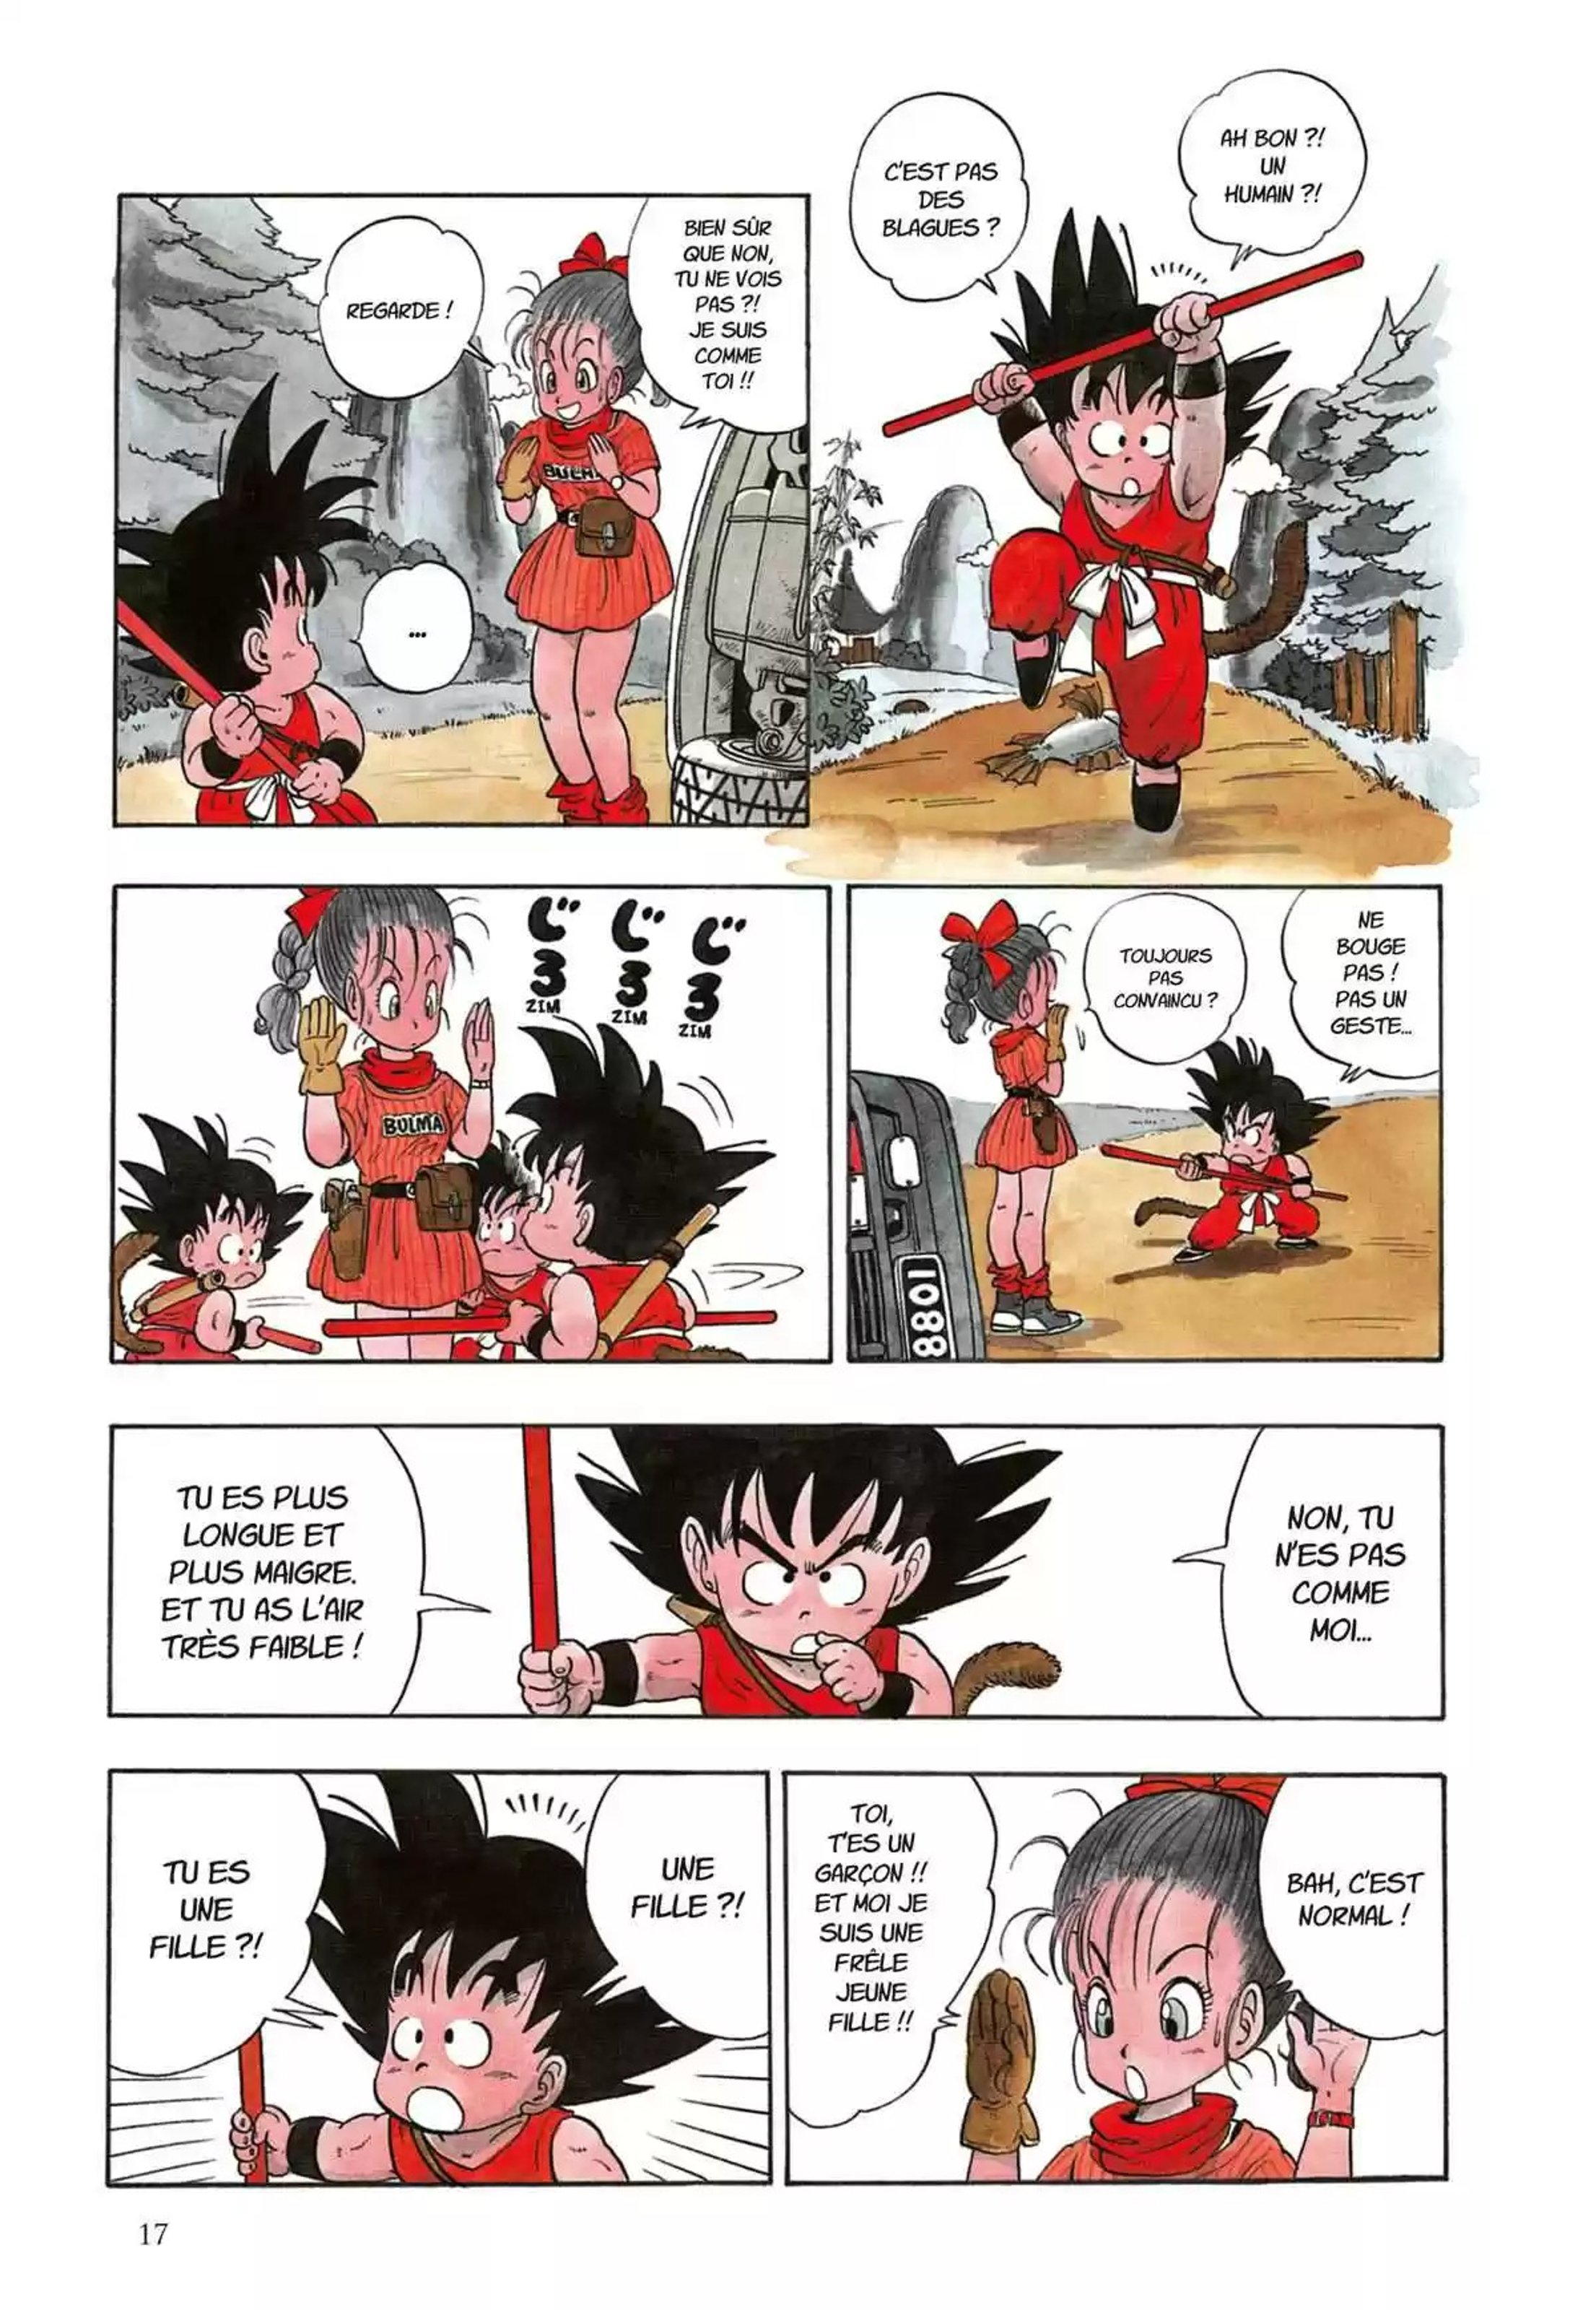 AH BON ?!
UN
HUMAIN ?!
C'EST PAS
DES
BLAGUES ?
BIEN SÛR
QUE NON,
TU NE VOIS
PAS ?!
JE SUIS
COMME
TOI !!
REGARDE !
BULMA
...
NE
BOUGE
PAS !
PAS UN
GESTE...
TOUJOURS
PAS
CONVAINCU ?
1088
じろ
ZIM
じろ
ZIM
じろ
ZIM
BULMA
NON, TU
N'ES PAS
COMME
MOI...
TU ES PLUS
LONGUE ET
PLUS MAIGRE.
ET TU AS L'AIR
TRÈS FAIBLE !
BAH, C'EST
NORMAL !
TOI,
T'ES UN
GARÇON !!
ET MOI JE
SUIS UNE
FRÊLE
JEUNE
FILLE !!
UNE
FILLE ?!
TU ES
UNE
FILLE ?!
17